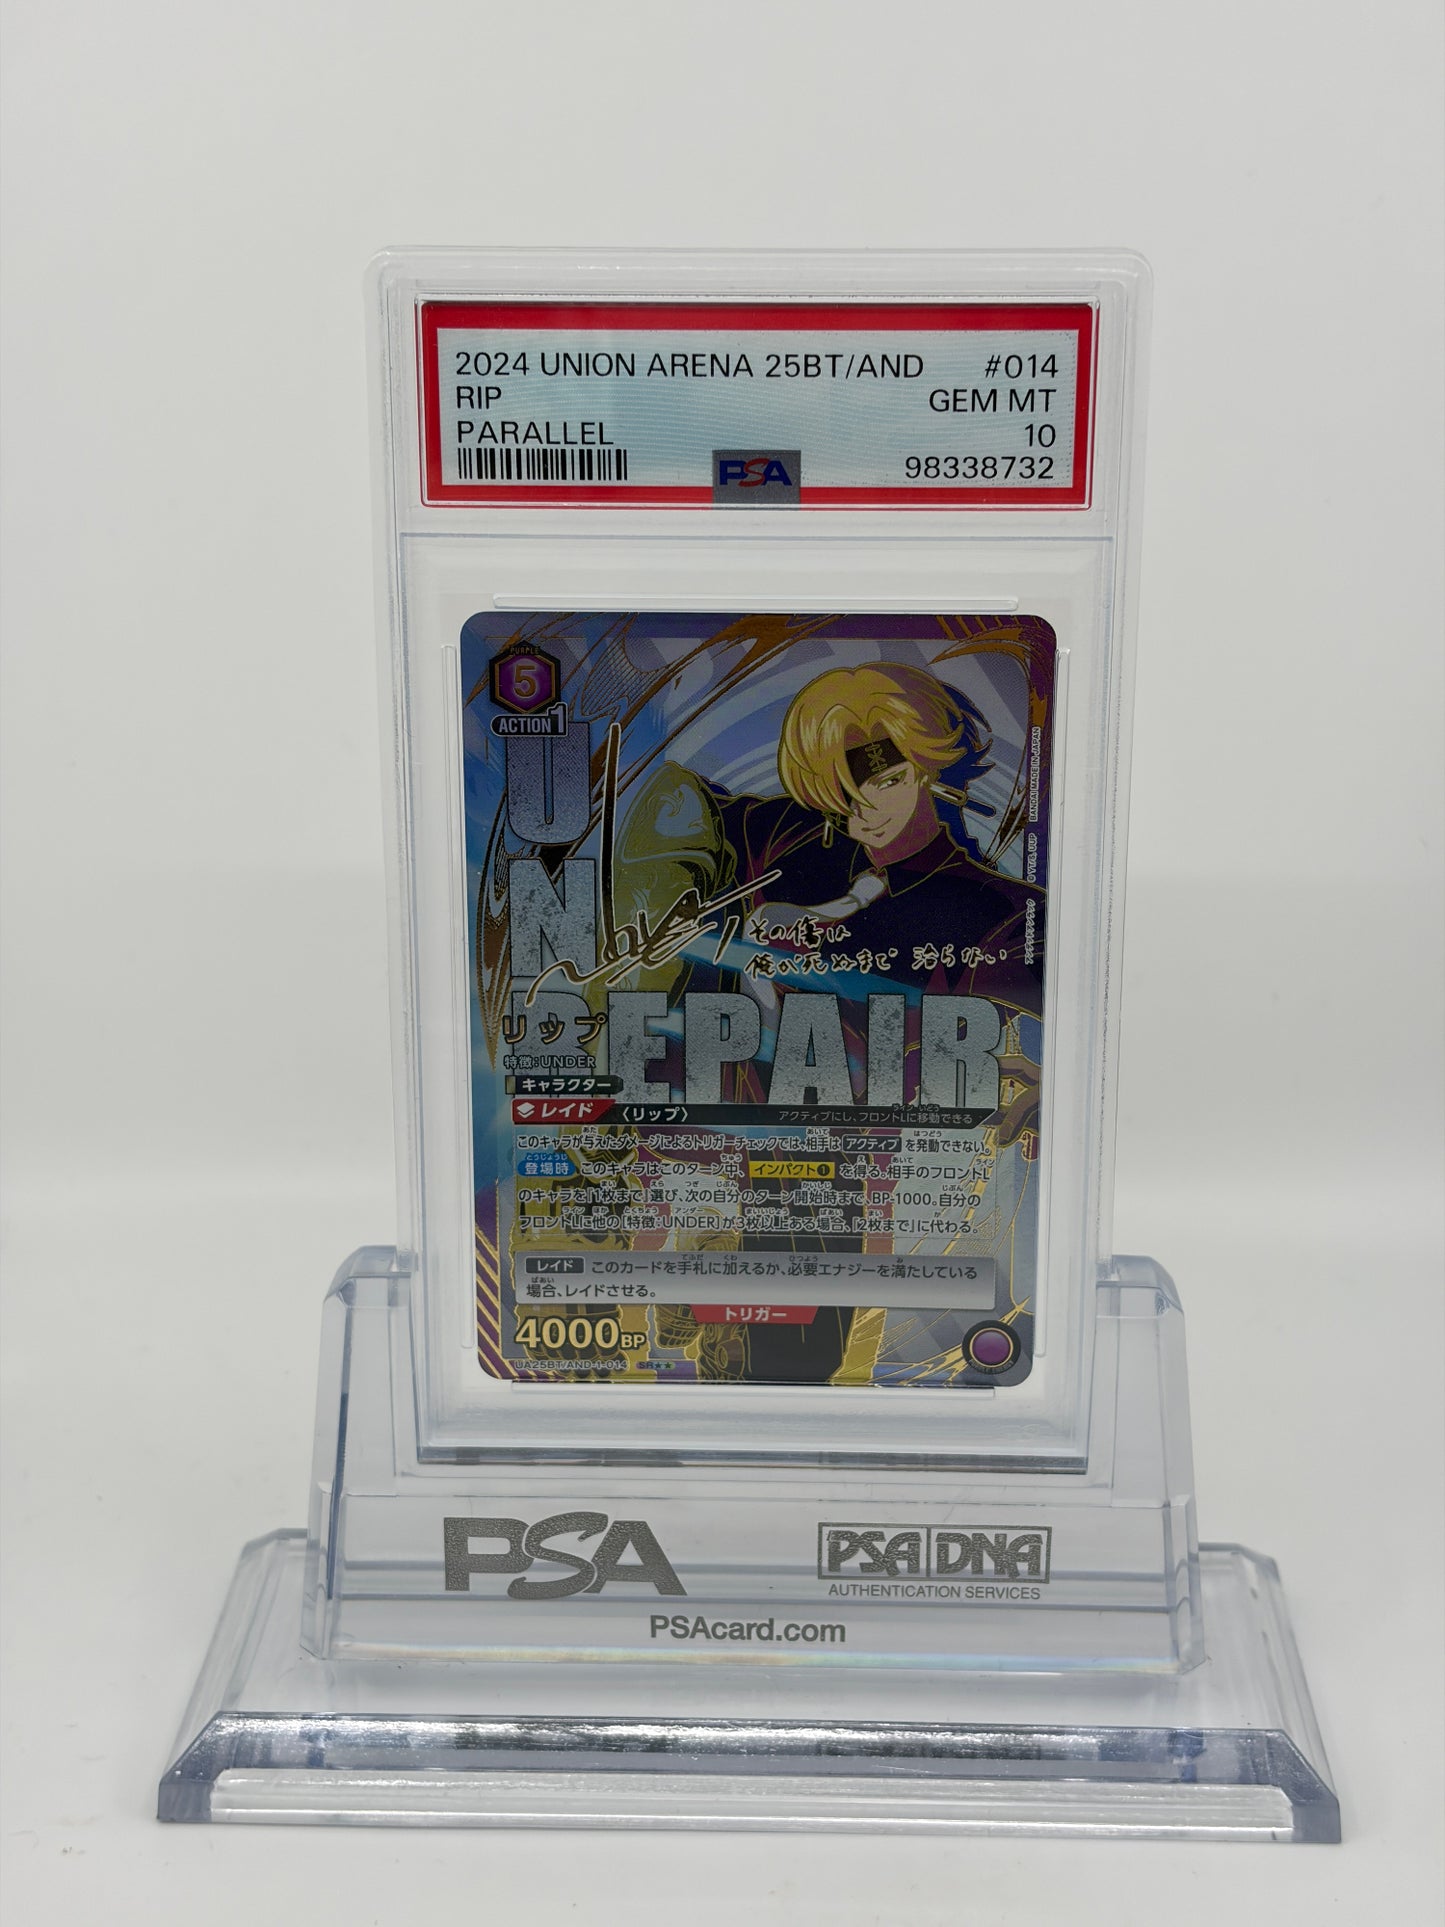 2024 UNION ARENA 25BT/AND #014
RIP GEM MT
PARALLEL 10
98338732
PSA
PURPLE
5
ACTION 1
UN
REPAIR
その傷は
俺が死ぬまで 治らない
BANDAI MADE IN JAPAN
リップ
特徴:UNDER
キャラクター
レイド 〈リップ〉 アクティブにし、フロントLに移動できる
このキャラが与えたダメージによるトリガーチェックでは、相手は アクティブ を発動できない。
登場時 このキャラはこのターン中、インパクト❶ を得る。相手のフロントL
のキャラを「1枚まで」選び、次の自分のターン開始時まで、BP-1000。自分の
フロントLに他の[特徴:UNDER]が3枚以上ある場合、「2枚まで」に代わる。
レイド このカードを手札に加えるか、必要エナジーを満たしている
場合、レイドさせる。
トリガー
4000BP
UA25BT/AND-1-014 SR★★
PSA
PSA DNA
AUTHENTICATION SERVICES
PSAcard.com